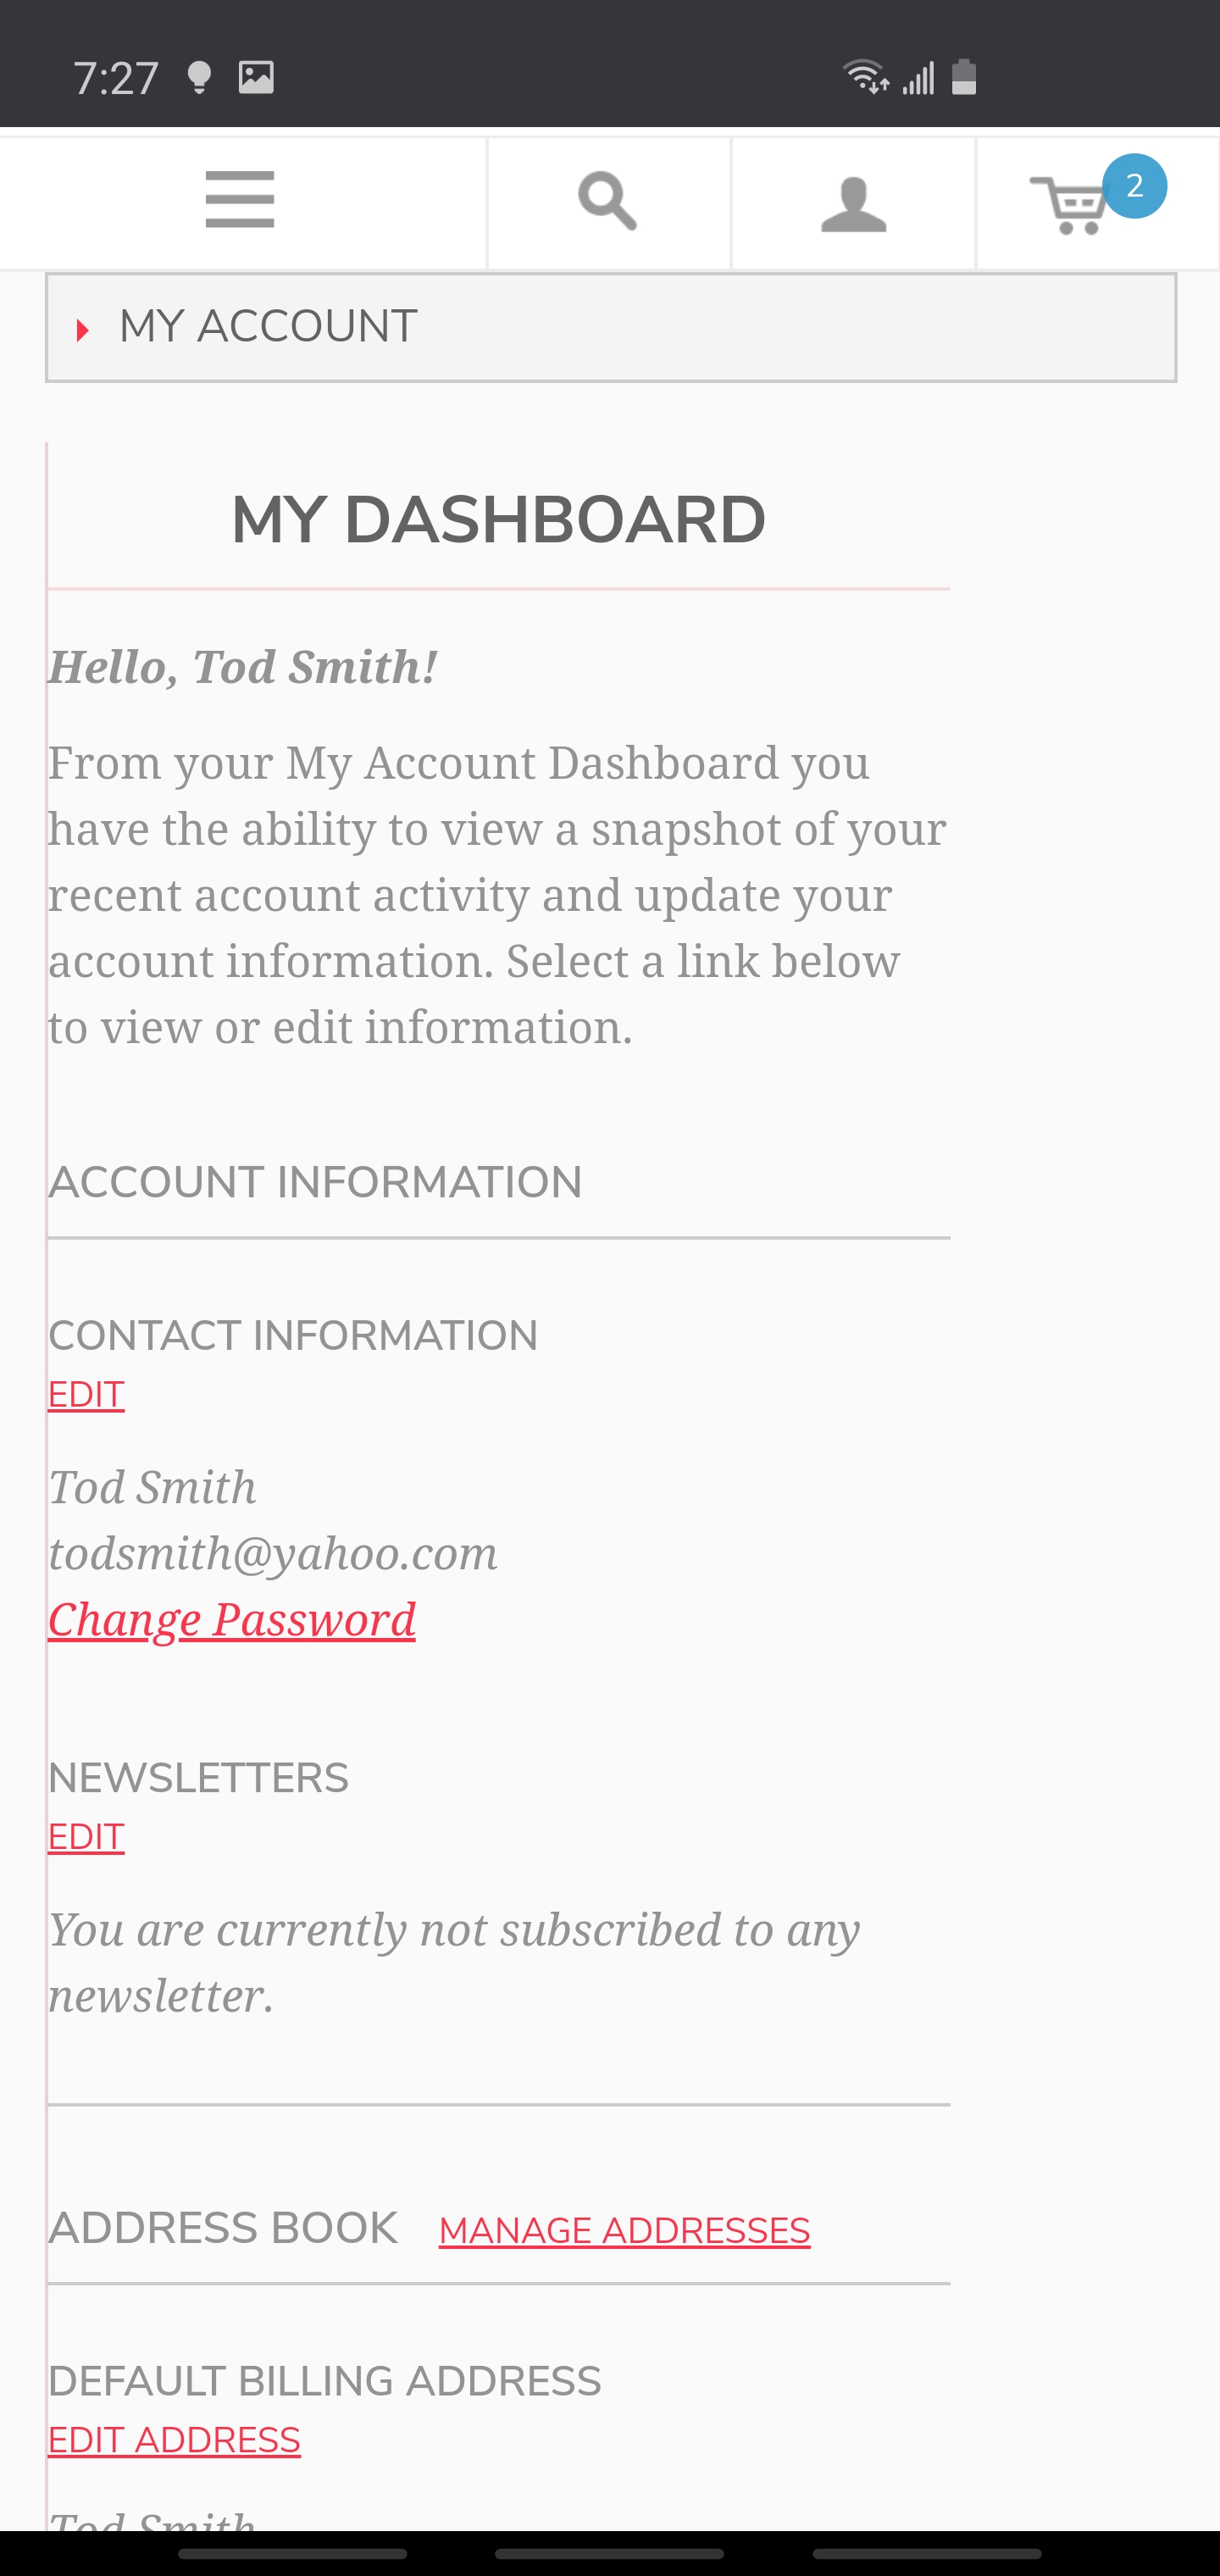 7:27
2
MY ACCOUNT
MY DASHBOARD
Hello, Tod Smith!
From your My Account Dashboard you
have the ability to view a snapshot of your
recent account activity and update your
account information. Select a link below
to view or edit information.
ACCOUNT INFORMATION
CONTACT INFORMATION
EDIT
Tod Smith
todsmith@yahoo.com
Change Password
NEWSLETTERS
EDIT
You are currently not subscribed to any
newsletter.
ADDRESS BOOK MANAGE ADDRESSES
DEFAULT BILLING ADDRESS
EDIT ADDRESS
Tod Smith